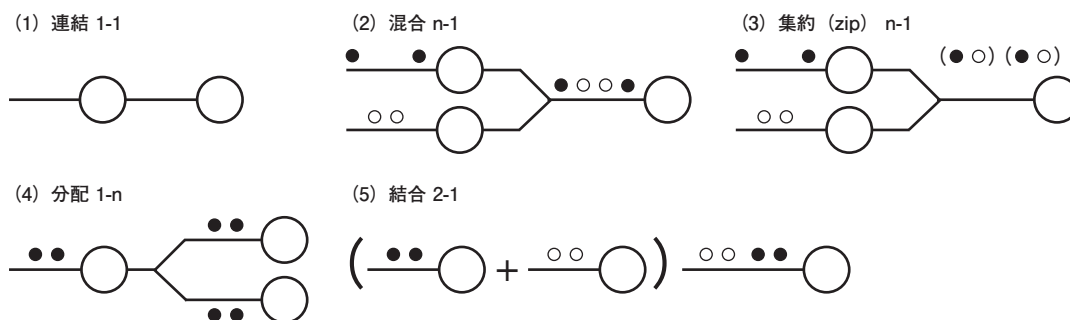 (1) 連結 1-1
(2) 混合 n-1
(3) 集約（zip） n-1
(4) 分配 1-n
(5) 結合 2-1